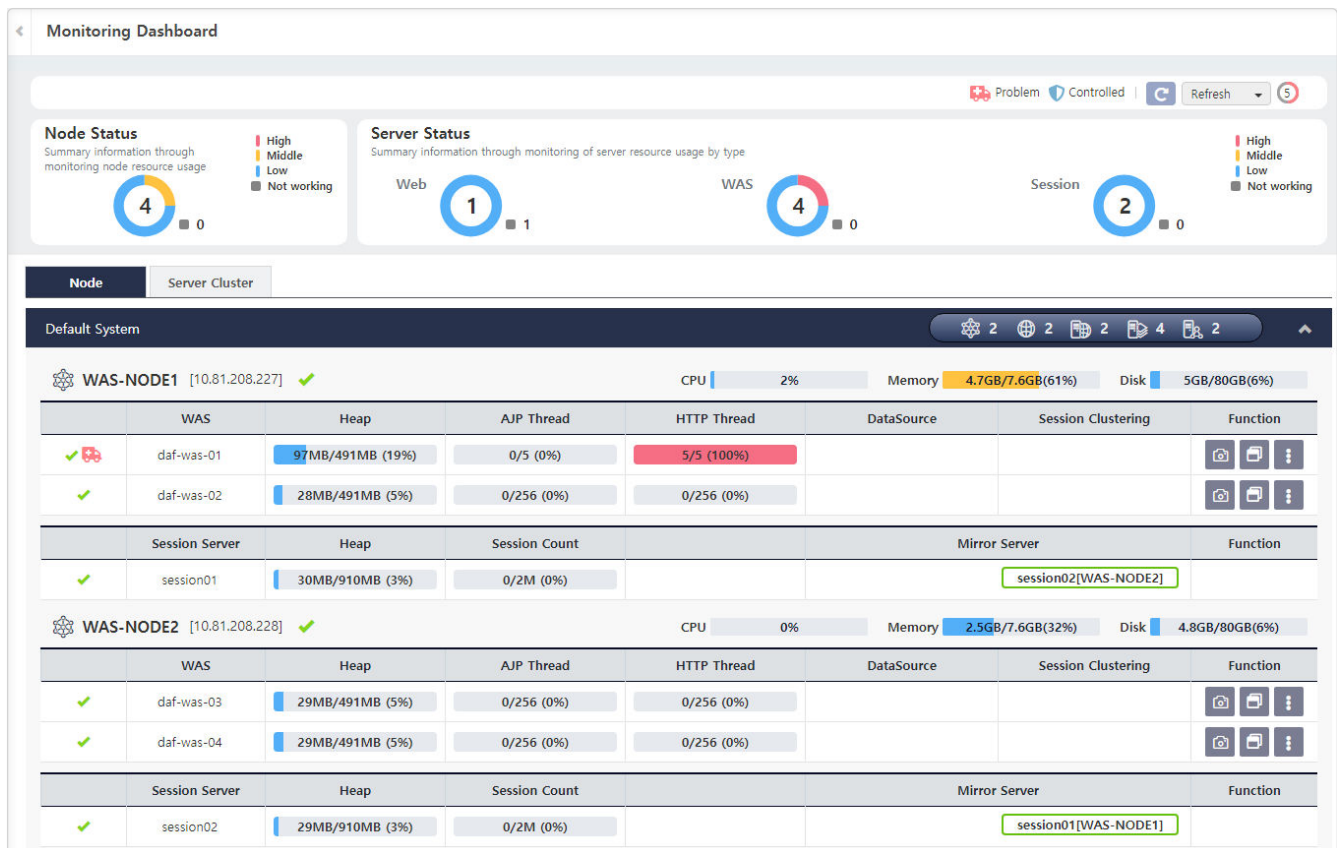 Monitoring Dashboard
Problem Controlled Refresh 5
Node Status
Summary information through
monitoring node resource usage
High
Middle
Low
Not working
4
0
Server Status
Summary information through monitoring of server resource usage by type
High
Middle
Low
Not working
Web 1 1
WAS 4 0
Session 2 0
Node Server Cluster
Default System 2 2 2 4 2
WAS-NODE1 [10.81.208.227] CPU 2% Memory 4.7GB/7.6GB(61%) Disk 5GB/80GB(6%)
WAS Heap AJP Thread HTTP Thread DataSource Session Clustering Function
daf-was-01 97MB/491MB (19%) 0/5 (0%) 5/5 (100%)
daf-was-02 28MB/491MB (5%) 0/256 (0%) 0/256 (0%)
Session Server Heap Session Count Mirror Server Function
session01 30MB/910MB (3%) 0/2M (0%) session02[WAS-NODE2]
WAS-NODE2 [10.81.208.228] CPU 0% Memory 2.5GB/7.6GB(32%) Disk 4.8GB/80GB(6%)
WAS Heap AJP Thread HTTP Thread DataSource Session Clustering Function
daf-was-03 29MB/491MB (5%) 0/256 (0%) 0/256 (0%)
daf-was-04 29MB/491MB (5%) 0/256 (0%) 0/256 (0%)
Session Server Heap Session Count Mirror Server Function
session02 29MB/910MB (3%) 0/2M (0%) session01[WAS-NODE1]